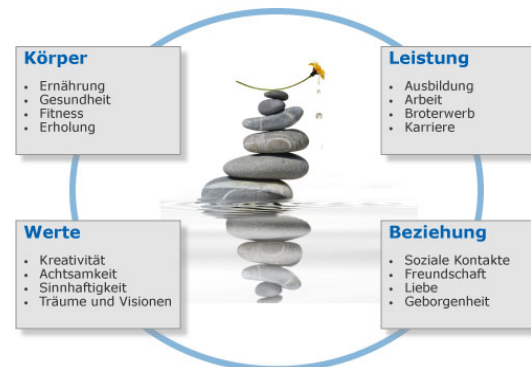 Körper
• Ernährung
• Gesundheit
• Fitness
• Erholung
Leistung
• Ausbildung
• Arbeit
• Broterwerb
• Karriere
Werte
• Kreativität
• Achtsamkeit
• Sinnhaftigkeit
• Träume und Visionen
Beziehung
• Soziale Kontakte
• Freundschaft
• Liebe
• Geborgenheit